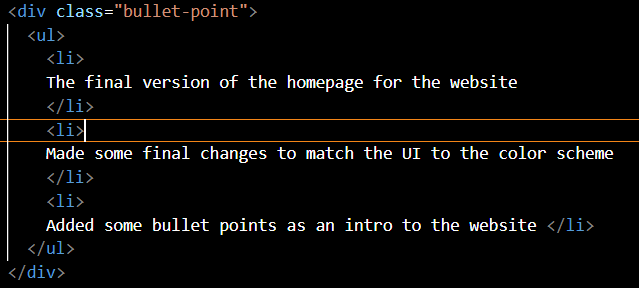 <div class="bullet-point">
<ul>
<li>
The final version of the homepage for the website
</li>
<li>
Made some final changes to match the UI to the color scheme
</li>
<li>
Added some bullet points as an intro to the website </li>
</ul>
</div>